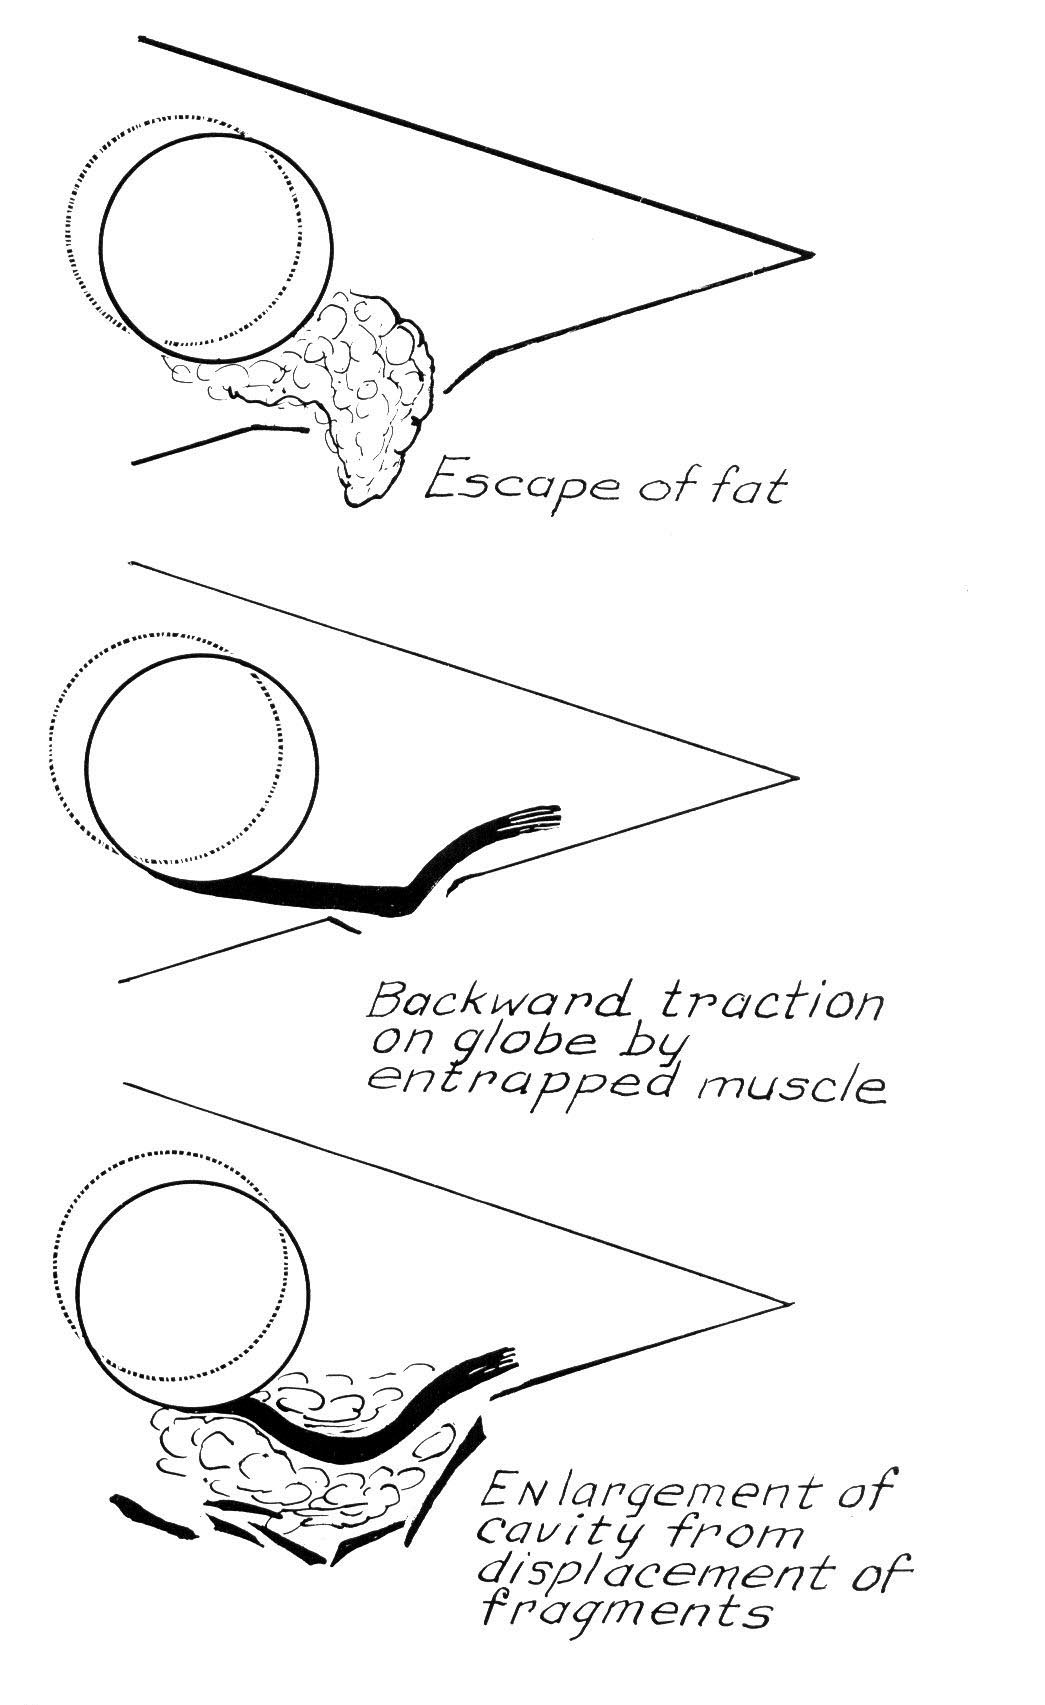 Escape of fat
Backward traction
on globe by
entrapped muscle
Enlargement of
cavity from
displacement of
fragments